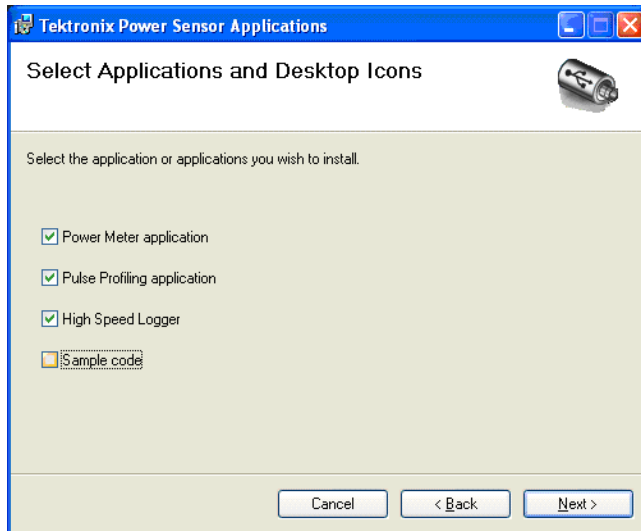 Tektronix Power Sensor Applications
Select Applications and Desktop Icons
Select the application or applications you wish to install.
Power Meter application
Pulse Profiling application
High Speed Logger
Sample code
Cancel
< Back
Next >